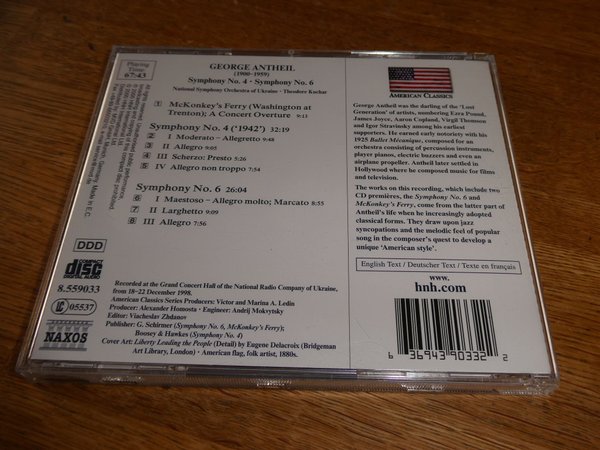 Playing
Time
67:43
GEORGE ANTHEIL
(1900-1959)
Symphony No. 4 · Symphony No. 6
National Symphony Orchestra of Ukraine · Theodore Kuchar
1 McKonkey's Ferry (Washington at
Trenton); A Concert Overture 9:13
Symphony No. 4 ('1942') 32:19
2 I Moderato – Allegretto 9:48
3 II Allegro 9:05
4 III Scherzo: Presto 5:26
5 IV Allegro non troppo 7:54
Symphony No. 6 26:04
6 I Maestoso – Allegro molto; Marcato 8:55
7 II Larghetto 9:09
8 III Allegro 7:56
DDD
COMPACT
disc
DIGITAL AUDIO
8.559033
LC 05537
NAXOS
Recorded at the Grand Concert Hall of the National Radio Company of Ukraine,
from 18-22 December 1998.
American Classics Series Producers: Victor and Marina A. Ledin
Producer: Alexander Hornostai · Engineer: Andrij Mokrytsky
Editor: Viacheslav Zhdanov
Publisher: G. Schirmer (Symphony No. 6, McKonkey's Ferry);
Boosey & Hawkes (Symphony No. 4)
Cover Art: Liberty Leading the People (Detail) by Eugene Delacroix (Bridgeman
Art Library, London) · American flag, folk artist, 1880s.
AMERICAN CLASSICS
George Antheil was the darling of the 'Lost
Generation' of artists, numbering Ezra Pound,
James Joyce, Aaron Copland, Virgil Thomson
and Igor Stravinsky among his earliest
supporters. He earned early notoriety with his
1925 Ballet Mécanique, composed for an
orchestra consisting of percussion instruments,
player pianos, electric buzzers and even an
airplane propeller. Antheil later settled in
Hollywood where he composed music for films
and television.
The works on this recording, which include two
CD premières, the Symphony No. 6 and
McKonkey's Ferry, come from the latter part of
Antheil's life when he increasingly adopted
classical forms. They draw upon jazz
syncopations and the melodic feel of popular
song in the composer's quest to develop a
unique 'American style'.
English Text / Deutscher Text / Texte en français
www.
hnh.com
6 36943 90332 2